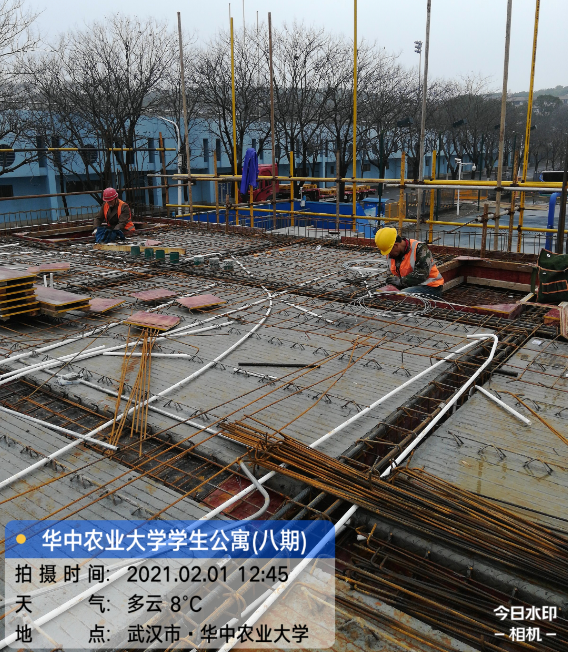 华中农业大学学生公寓(八期)
拍摄时间: 2021.02.01 12:45
天气: 多云 8℃
地点: 武汉市·华中农业大学
今日水印
–相机–